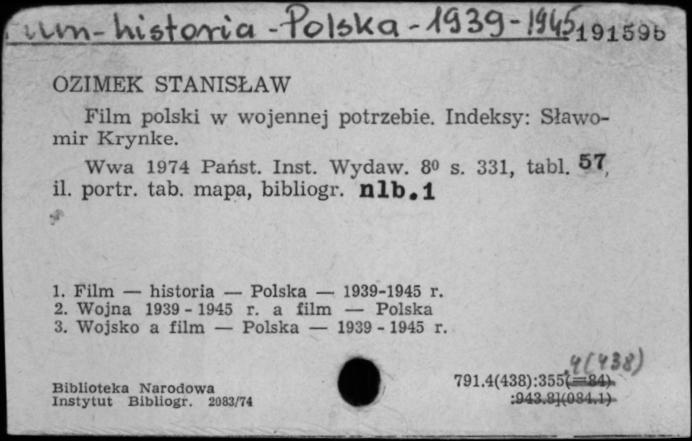 -historia-Polska-1939-1945
191596
OZIMEK STANISŁAW
Film polski w wojennej potrzebie. Indeksy: Sławo-
mir Krynke.
Wwa 1974 Państ. Inst. Wydaw. 8⁰ s. 331, tabl. 57,
il. portr. tab. mapa, bibliogr. nlb.1
1. Film — historia — Polska — 1939-1945 r.
2. Wojna 1939 - 1945 r. a film — Polska
3. Wojsko a film — Polska — 1939 - 1945 r.
.4(438)
791.4(438):355(=84)
:943.8](084.1)
Biblioteka Narodowa
Instytut Bibliogr. 2083/74